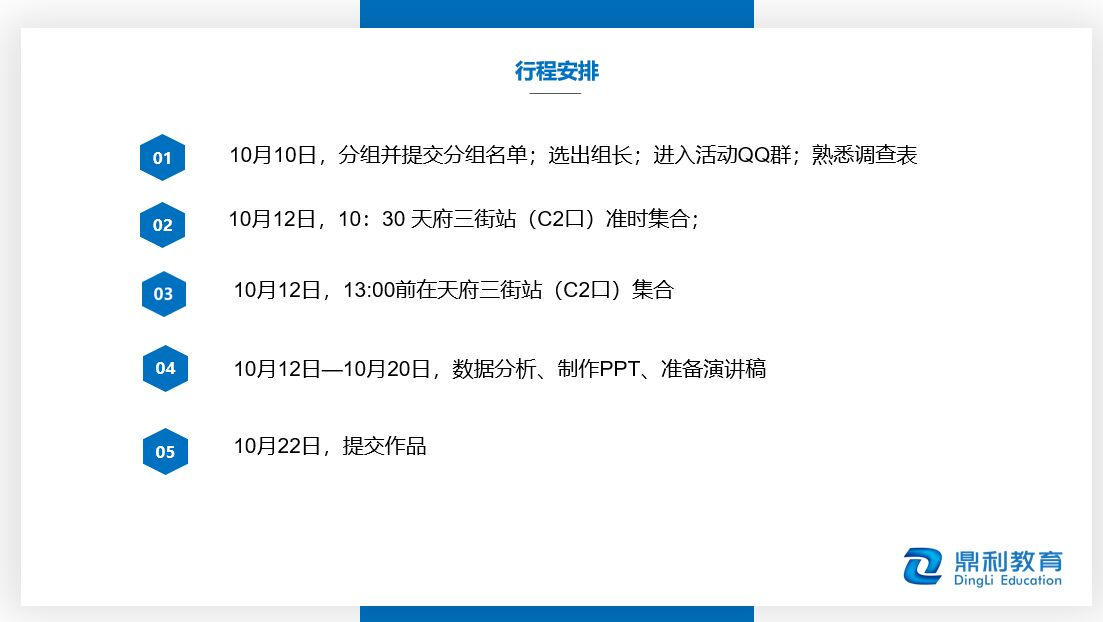 行程安排
01
10月10日，分组并提交分组名单；选出组长；进入活动QQ群；熟悉调查表
02
10月12日，10：30 天府三街站（C2口）准时集合；
03
10月12日，13:00前在天府三街站（C2口）集合
04
10月12日—10月20日，数据分析、制作PPT、准备演讲稿
05
10月22日，提交作品
鼎利教育
DingLi Education